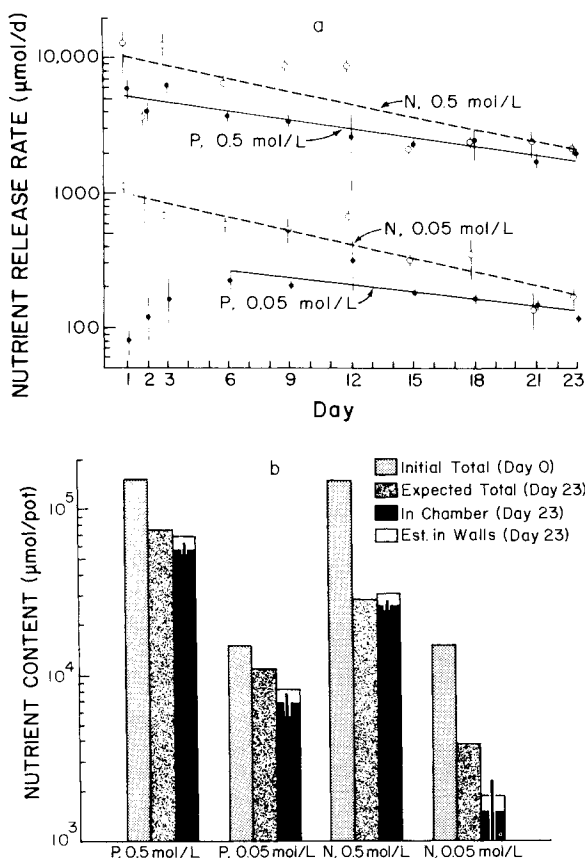 a
NUTRIENT RELEASE RATE (µmol/d)
10,000
1000
100
N, 0.5 mol/L
P, 0.5 mol/L
N, 0.05 mol/L
P, 0.05 mol/L
1 2 3 6 9 12 15 18 21 23
Day
b
NUTRIENT CONTENT (µmol/pot)
10⁵
10⁴
10³
Initial Total (Day 0)
Expected Total (Day 23)
In Chamber (Day 23)
Est. in Walls (Day 23)
P, 0.5 mol/L P, 0.05 mol/L N, 0.5 mol/L N, 0.05 mol/L